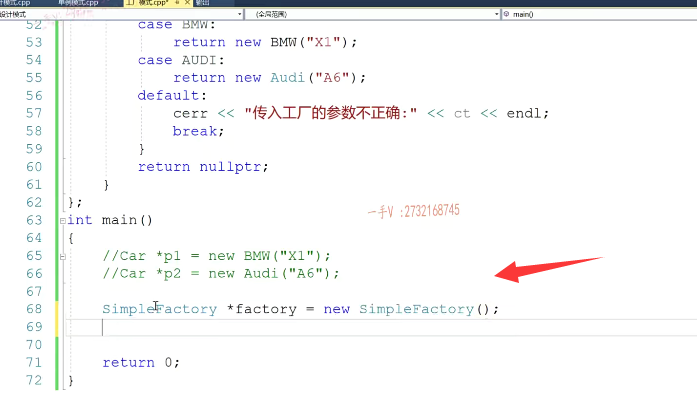 计模式.cpp 单例模式.cpp 工厂模式.cpp* 输出
设计模式 (全局范围) main()
52 case BMW:
53 return new BMW("X1");
54 case AUDI:
55 return new Audi("A6");
56 default:
57 cerr << "传入工厂的参数不正确:" << ct << endl;
58 break;
59 }
60 return nullptr;
61 }
62 };
63 int main()
64 {
65 //Car *p1 = new BMW("X1");
66 //Car *p2 = new Audi("A6");
67
68 SimpleFactory *factory = new SimpleFactory();
69
70
71 return 0;
72 }
一手V :2732168745